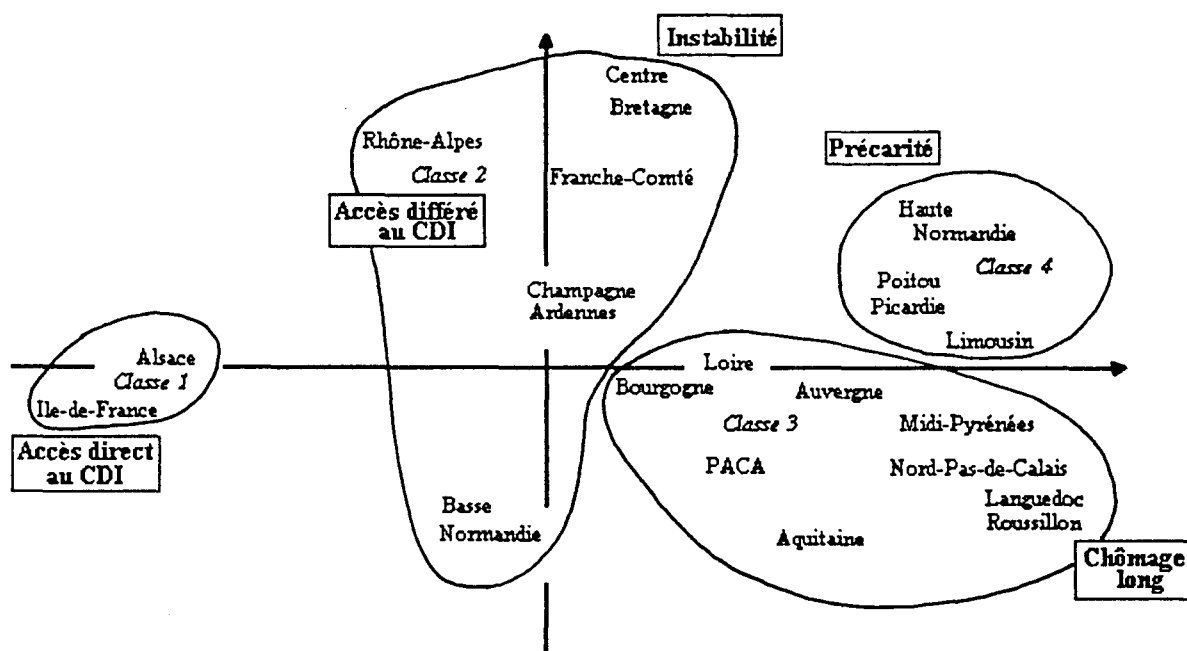 Instabilité
Centre
Bretagne
Rhône-Alpes
Classe 2
Franche-Comté
Accès différé
au CDI
Précarité
Haute
Normandie
Classe 4
Poitou
Picardie
Limousin
Champagne
Ardennes
Alsace
Classe 1
Ile-de-France
Accès direct
au CDI
Loire
Bourgogne
Auvergne
Classe 3
Midi-Pyrénées
PACA
Nord-Pas-de-Calais
Languedoc
Roussillon
Basse
Normandie
Aquitaine
Chômage
long